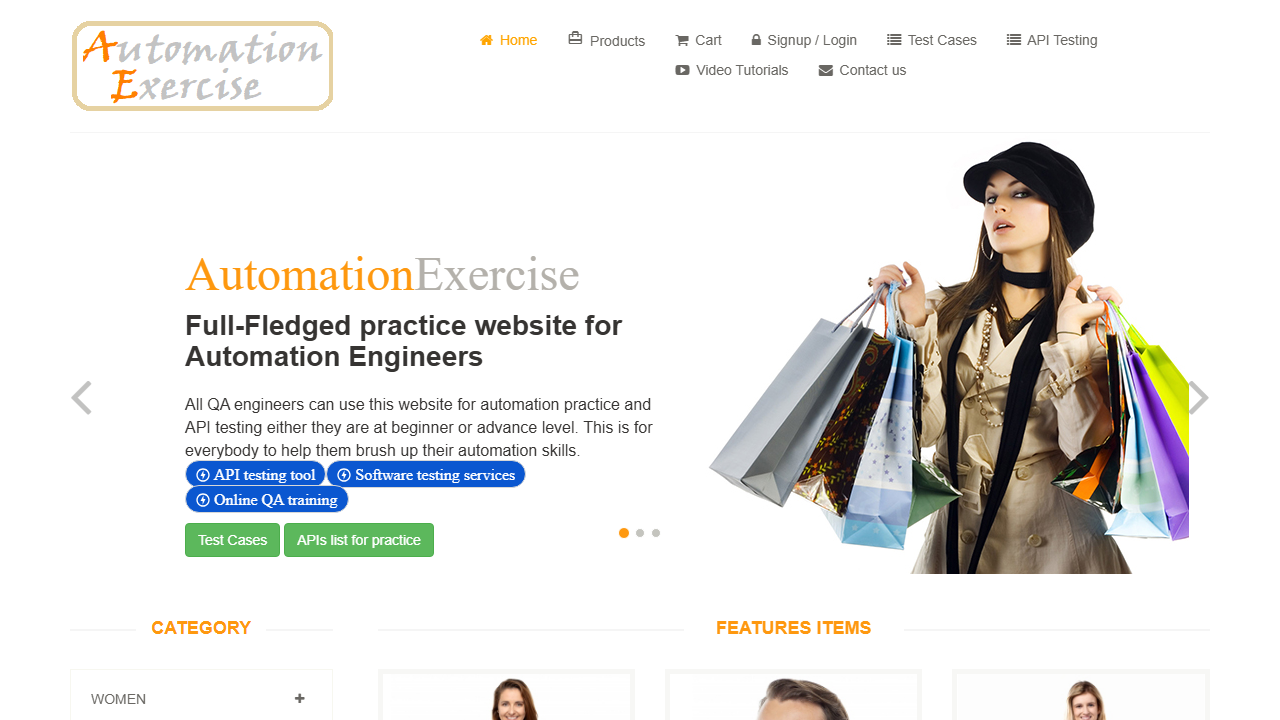 Automation
Exercise
Home
Products
Cart
Signup / Login
Test Cases
API Testing
Video Tutorials
Contact us
AutomationExercise
Full-Fledged practice website for
Automation Engineers
All QA engineers can use this website for automation practice and
API testing either they are at beginner or advance level. This is for
everybody to help them brush up their automation skills.
API testing tool
Software testing services
Online QA training
Test Cases
APIs list for practice
CATEGORY
FEATURES ITEMS
WOMEN